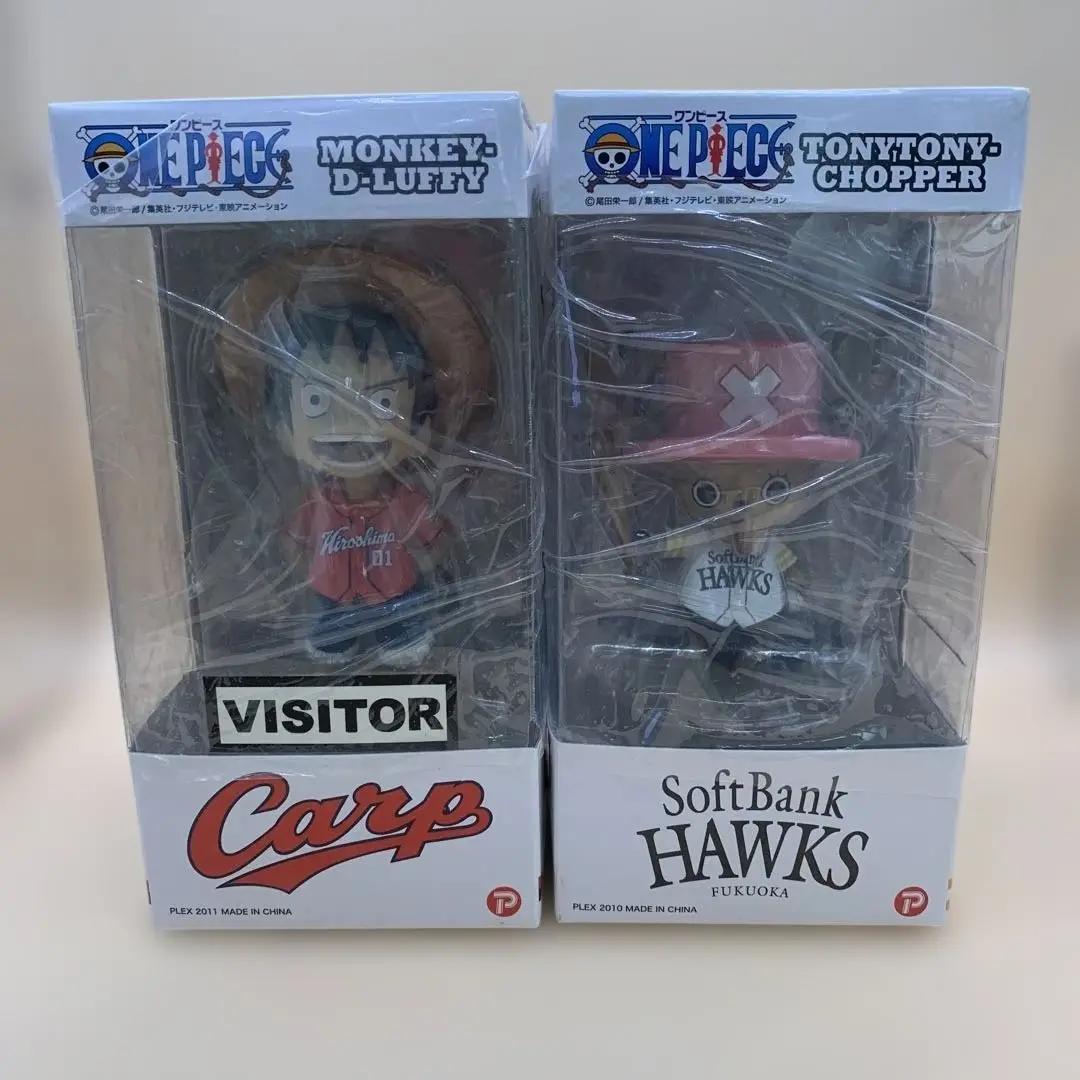 ワンピース
ONE PIECE
MONKEY-
D-LUFFY
©尾田栄一郎/集英社・フジテレビ・東映アニメーション
Hiroshima
01
VISITOR
Carp
PLEX 2011 MADE IN CHINA
P
ワンピース
ONE PIECE
TONYTONY-
CHOPPER
©尾田栄一郎/集英社・フジテレビ・東映アニメーション
SoftBank
HAWKS
SoftBank
HAWKS
FUKUOKA
PLEX 2010 MADE IN CHINA
P